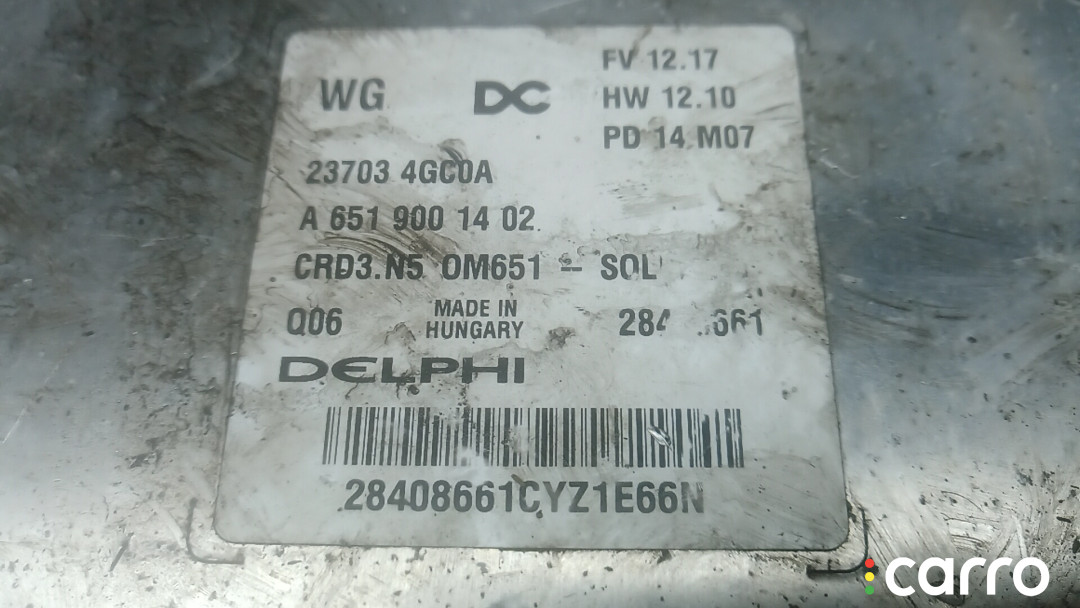 WG DC FV 12.17
HW 12.10
PD 14.M07
23703 4GC0A
A 651 900 14 02
CRD3.N5 OM651 - SOL
Q06 MADE IN HUNGARY
DELPHI
28408661CYZ1E66N
carro